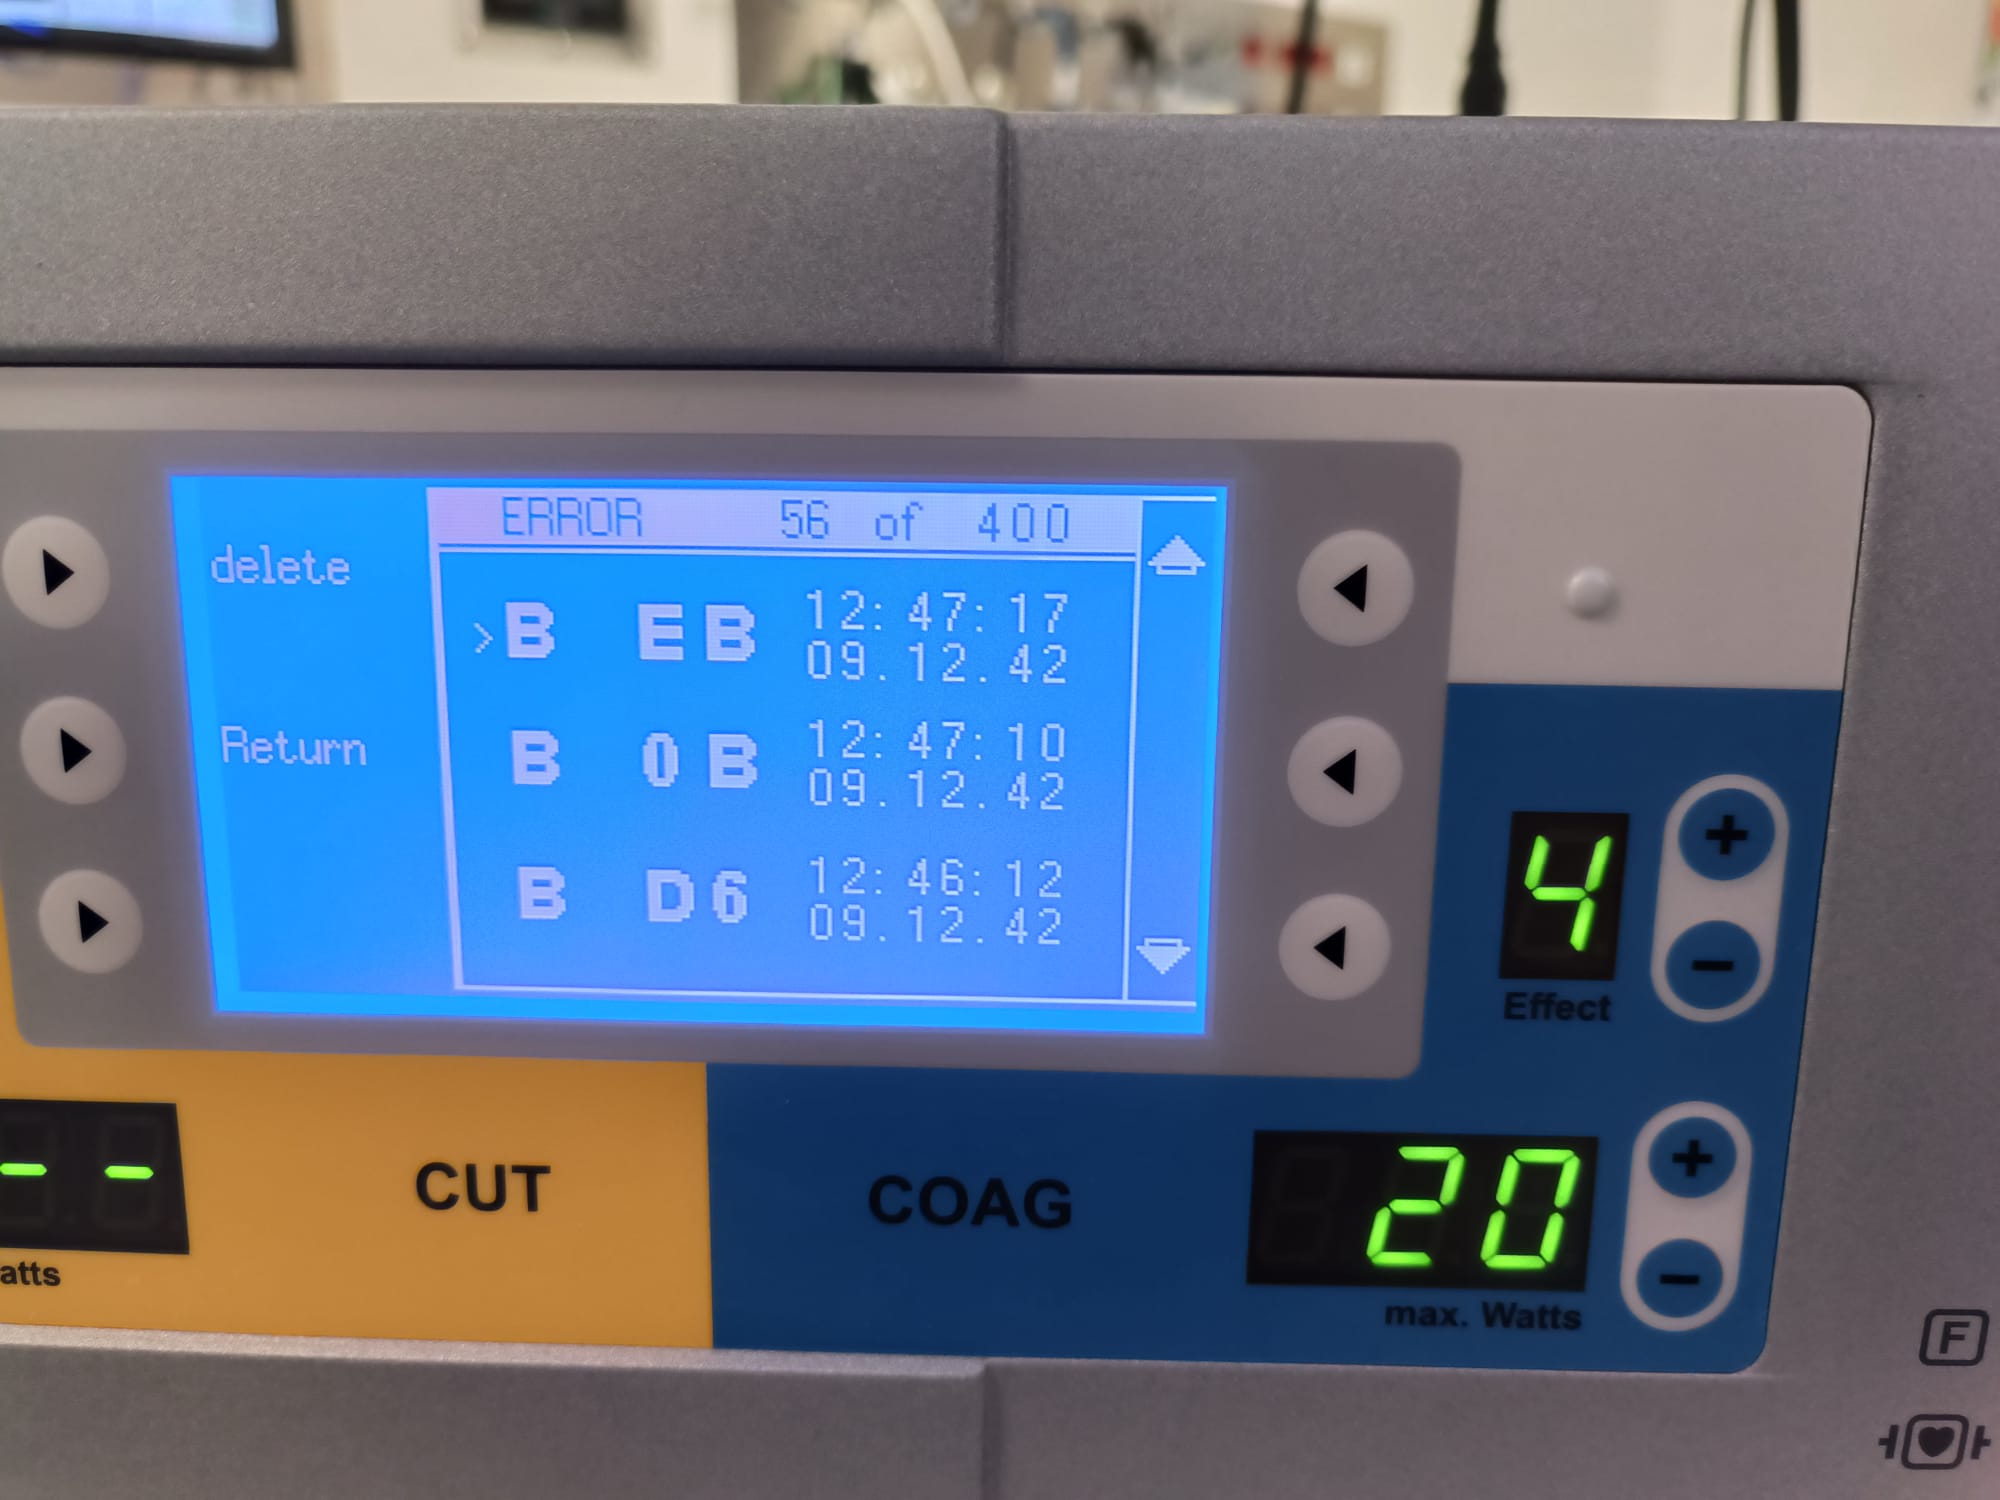 ERROR 56 of 400
delete
>B EB 12:47:17
09.12.42
Return
B 0B 12:47:10
09.12.42
B D6 12:46:12
09.12.42
4
+
-
Effect
- -
atts
CUT
COAG
20
+
-
max. Watts
F